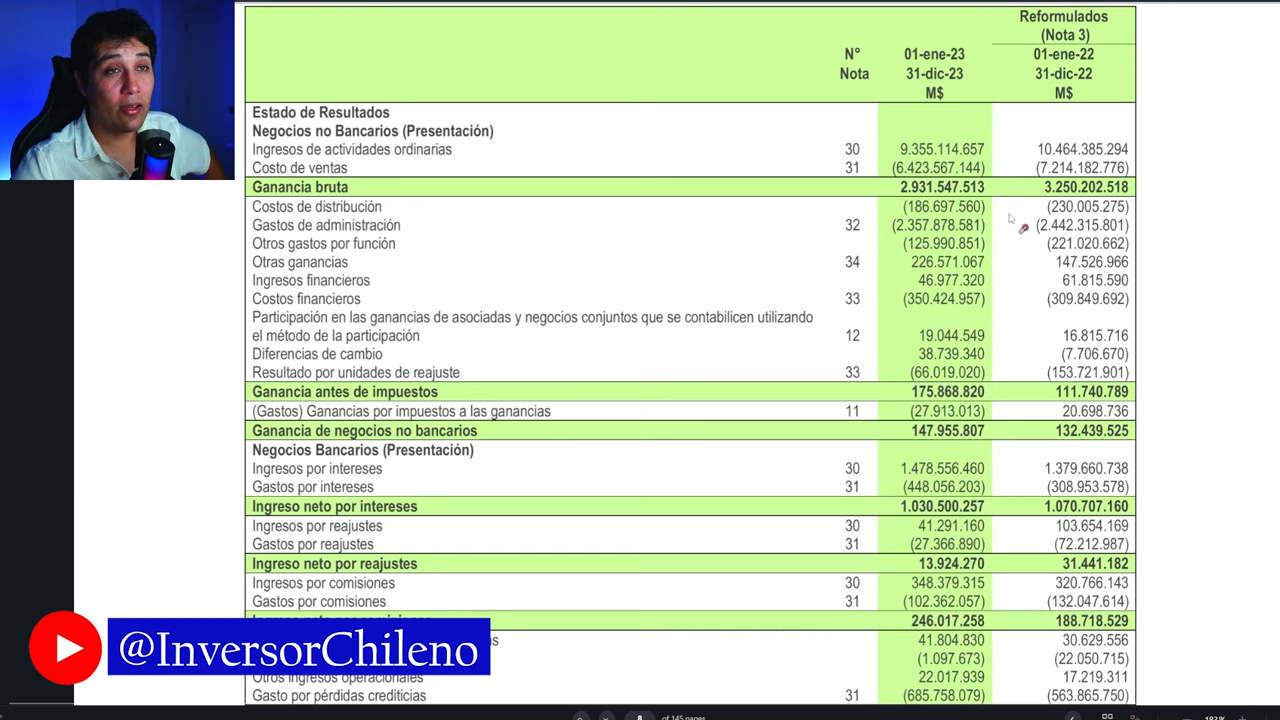 Reformulados
(Nota 3)
N° 01-ene-23 01-ene-22
Nota 31-dic-23 31-dic-22
M$ M$
Estado de Resultados
Negocios no Bancarios (Presentación)
Ingresos de actividades ordinarias 30 9.355.114.657 10.464.385.294
Costo de ventas 31 (6.423.567.144) (7.214.182.776)
Ganancia bruta 2.931.547.513 3.250.202.518
Costos de distribución (186.697.560) (230.005.275)
Gastos de administración 32 (2.357.878.581) (2.442.315.801)
Otros gastos por función (125.990.851) (221.020.662)
Otras ganancias 34 226.571.067 147.526.966
Ingresos financieros 46.977.320 61.815.590
Costos financieros 33 (350.424.957) (309.849.692)
Participación en las ganancias de asociadas y negocios conjuntos que se contabilicen utilizando
el método de la participación 12 19.044.549 16.815.716
Diferencias de cambio 38.739.340 (7.706.670)
Resultado por unidades de reajuste 33 (66.019.020) (153.721.901)
Ganancia antes de impuestos 175.868.820 111.740.789
(Gastos) Ganancias por impuestos a las ganancias 11 (27.913.013) 20.698.736
Ganancia de negocios no bancarios 147.955.807 132.439.525
Negocios Bancarios (Presentación)
Ingresos por intereses 30 1.478.556.460 1.379.660.738
Gastos por intereses 31 (448.056.203) (308.953.578)
Ingreso neto por intereses 1.030.500.257 1.070.707.160
Ingresos por reajustes 30 41.291.160 103.654.169
Gastos por reajustes 31 (27.366.890) (72.212.987)
Ingreso neto por reajustes 13.924.270 31.441.182
Ingresos por comisiones 30 348.379.315 320.766.143
Gastos por comisiones 31 (102.362.057) (132.047.614)
246.017.258 188.718.529
@InversorChileno
41.804.830 30.629.556
(1.097.673) (22.050.715)
Otros ingresos operacionales 22.017.939 17.219.311
Gasto por pérdidas crediticias 31 (685.758.079) (563.865.750)
8 of 145 pages